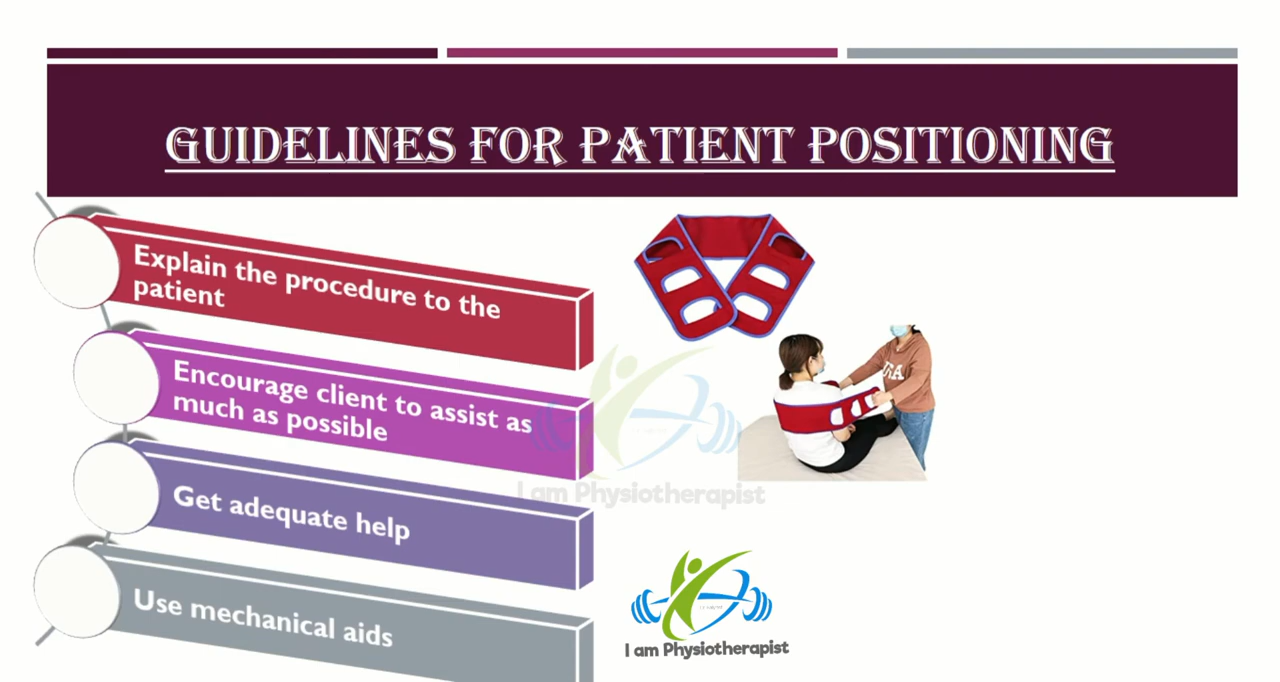 GUIDELINES FOR PATIENT POSITIONING
Explain the procedure to the
patient
Encourage client to assist as
much as possible
Get adequate help
Use mechanical aids
I am Physiotherapist
I am Physiotherapist